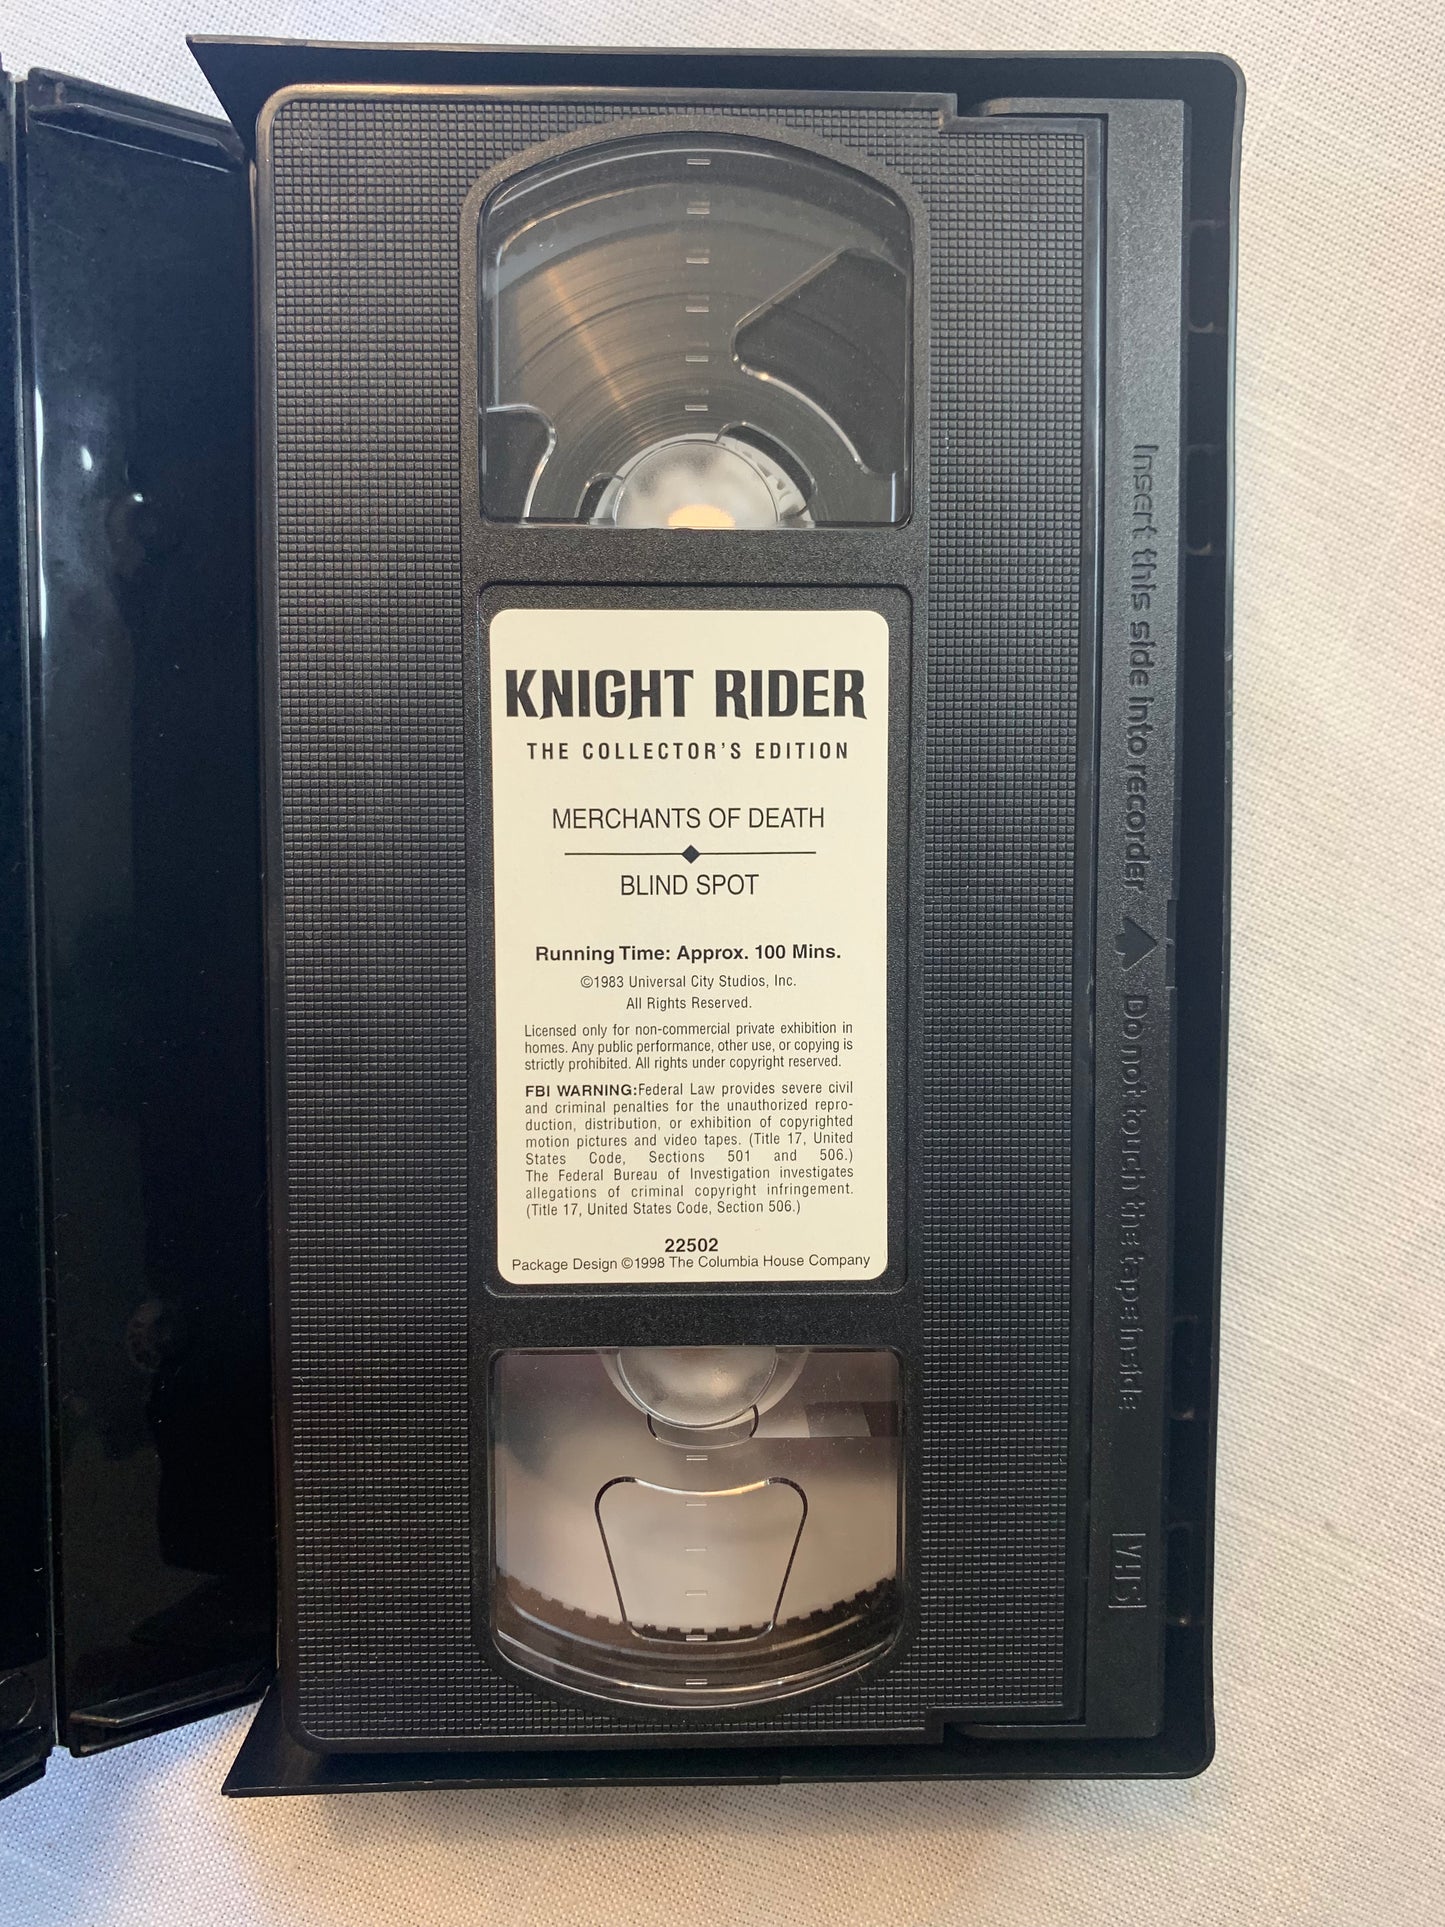 KNIGHT RIDER
THE COLLECTOR'S EDITION
MERCHANTS OF DEATH
BLIND SPOT
Running Time: Approx. 100 Mins.
©1983 Universal City Studios, Inc.
All Rights Reserved.
Licensed only for non-commercial private exhibition in
homes. Any public performance, other use, or copying is
strictly prohibited. All rights under copyright reserved.
FBI WARNING:Federal Law provides severe civil
and criminal penalties for the unauthorized repro-
duction, distribution, or exhibition of copyrighted
motion pictures and video tapes. (Title 17, United
States Code, Sections 501 and 506.)
The Federal Bureau of Investigation investigates
allegations of criminal copyright infringement.
(Title 17, United States Code, Section 506.)
22502
Package Design ©1998 The Columbia House Company
Insert this side into recorder Do not touch the tape inside
VHS